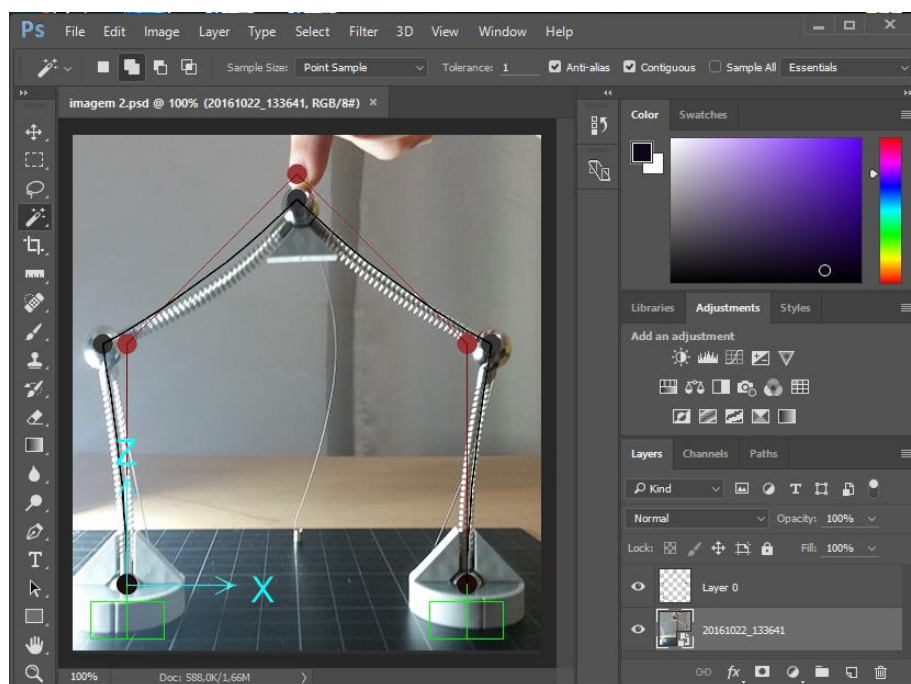 Ps File Edit Image Layer Type Select Filter 3D View Window Help
Sample Size: Point Sample Tolerance: 1 Anti-alias Contiguous Sample All Essentials
imagem 2.psd @ 100% (20161022_133641, RGB/8#) ×
Color Swatches
Libraries Adjustments Styles
Add an adjustment
Z
X
Layers Channels Paths
Kind
Normal Opacity: 100%
Lock: Fill: 100%
Layer 0
20161022_133641
100% Doc: 588,0K/1,66M
fx